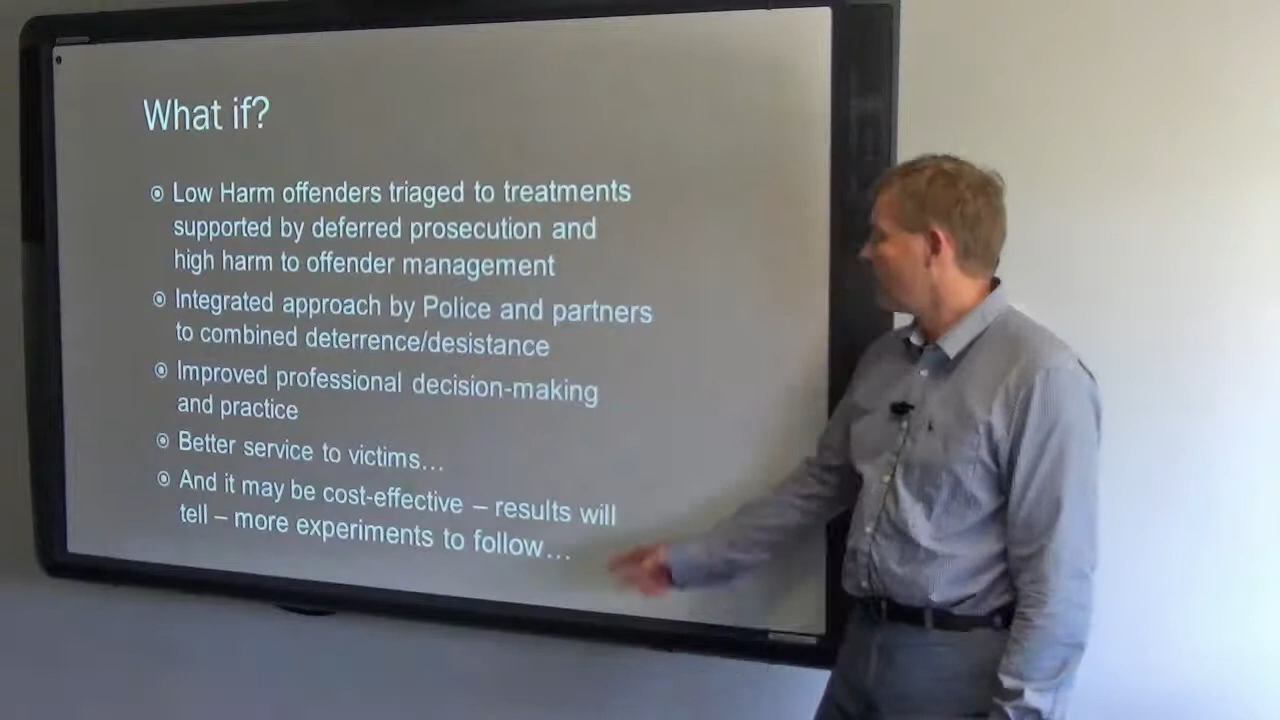 What if?
Low Harm offenders triaged to treatments
supported by deferred prosecution and
high harm to offender management
Integrated approach by Police and partners
to combined deterrence/desistance
Improved professional decision-making
and practice
Better service to victims…
And it may be cost-effective – results will
tell – more experiments to follow…